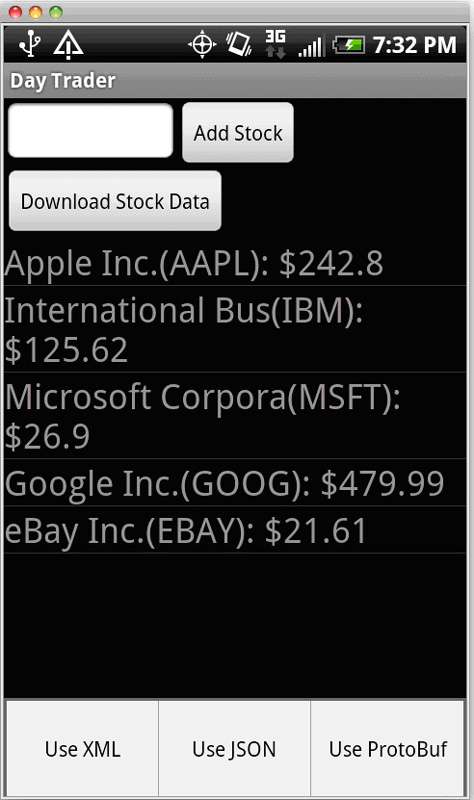 3G
7:32 PM
Day Trader
Add Stock
Download Stock Data
Apple Inc.(AAPL): $242.8
International Bus(IBM):
$125.62
Microsoft Corpora(MSFT):
$26.9
Google Inc.(GOOG): $479.99
eBay Inc.(EBAY): $21.61
Use XML
Use JSON
Use ProtoBuf